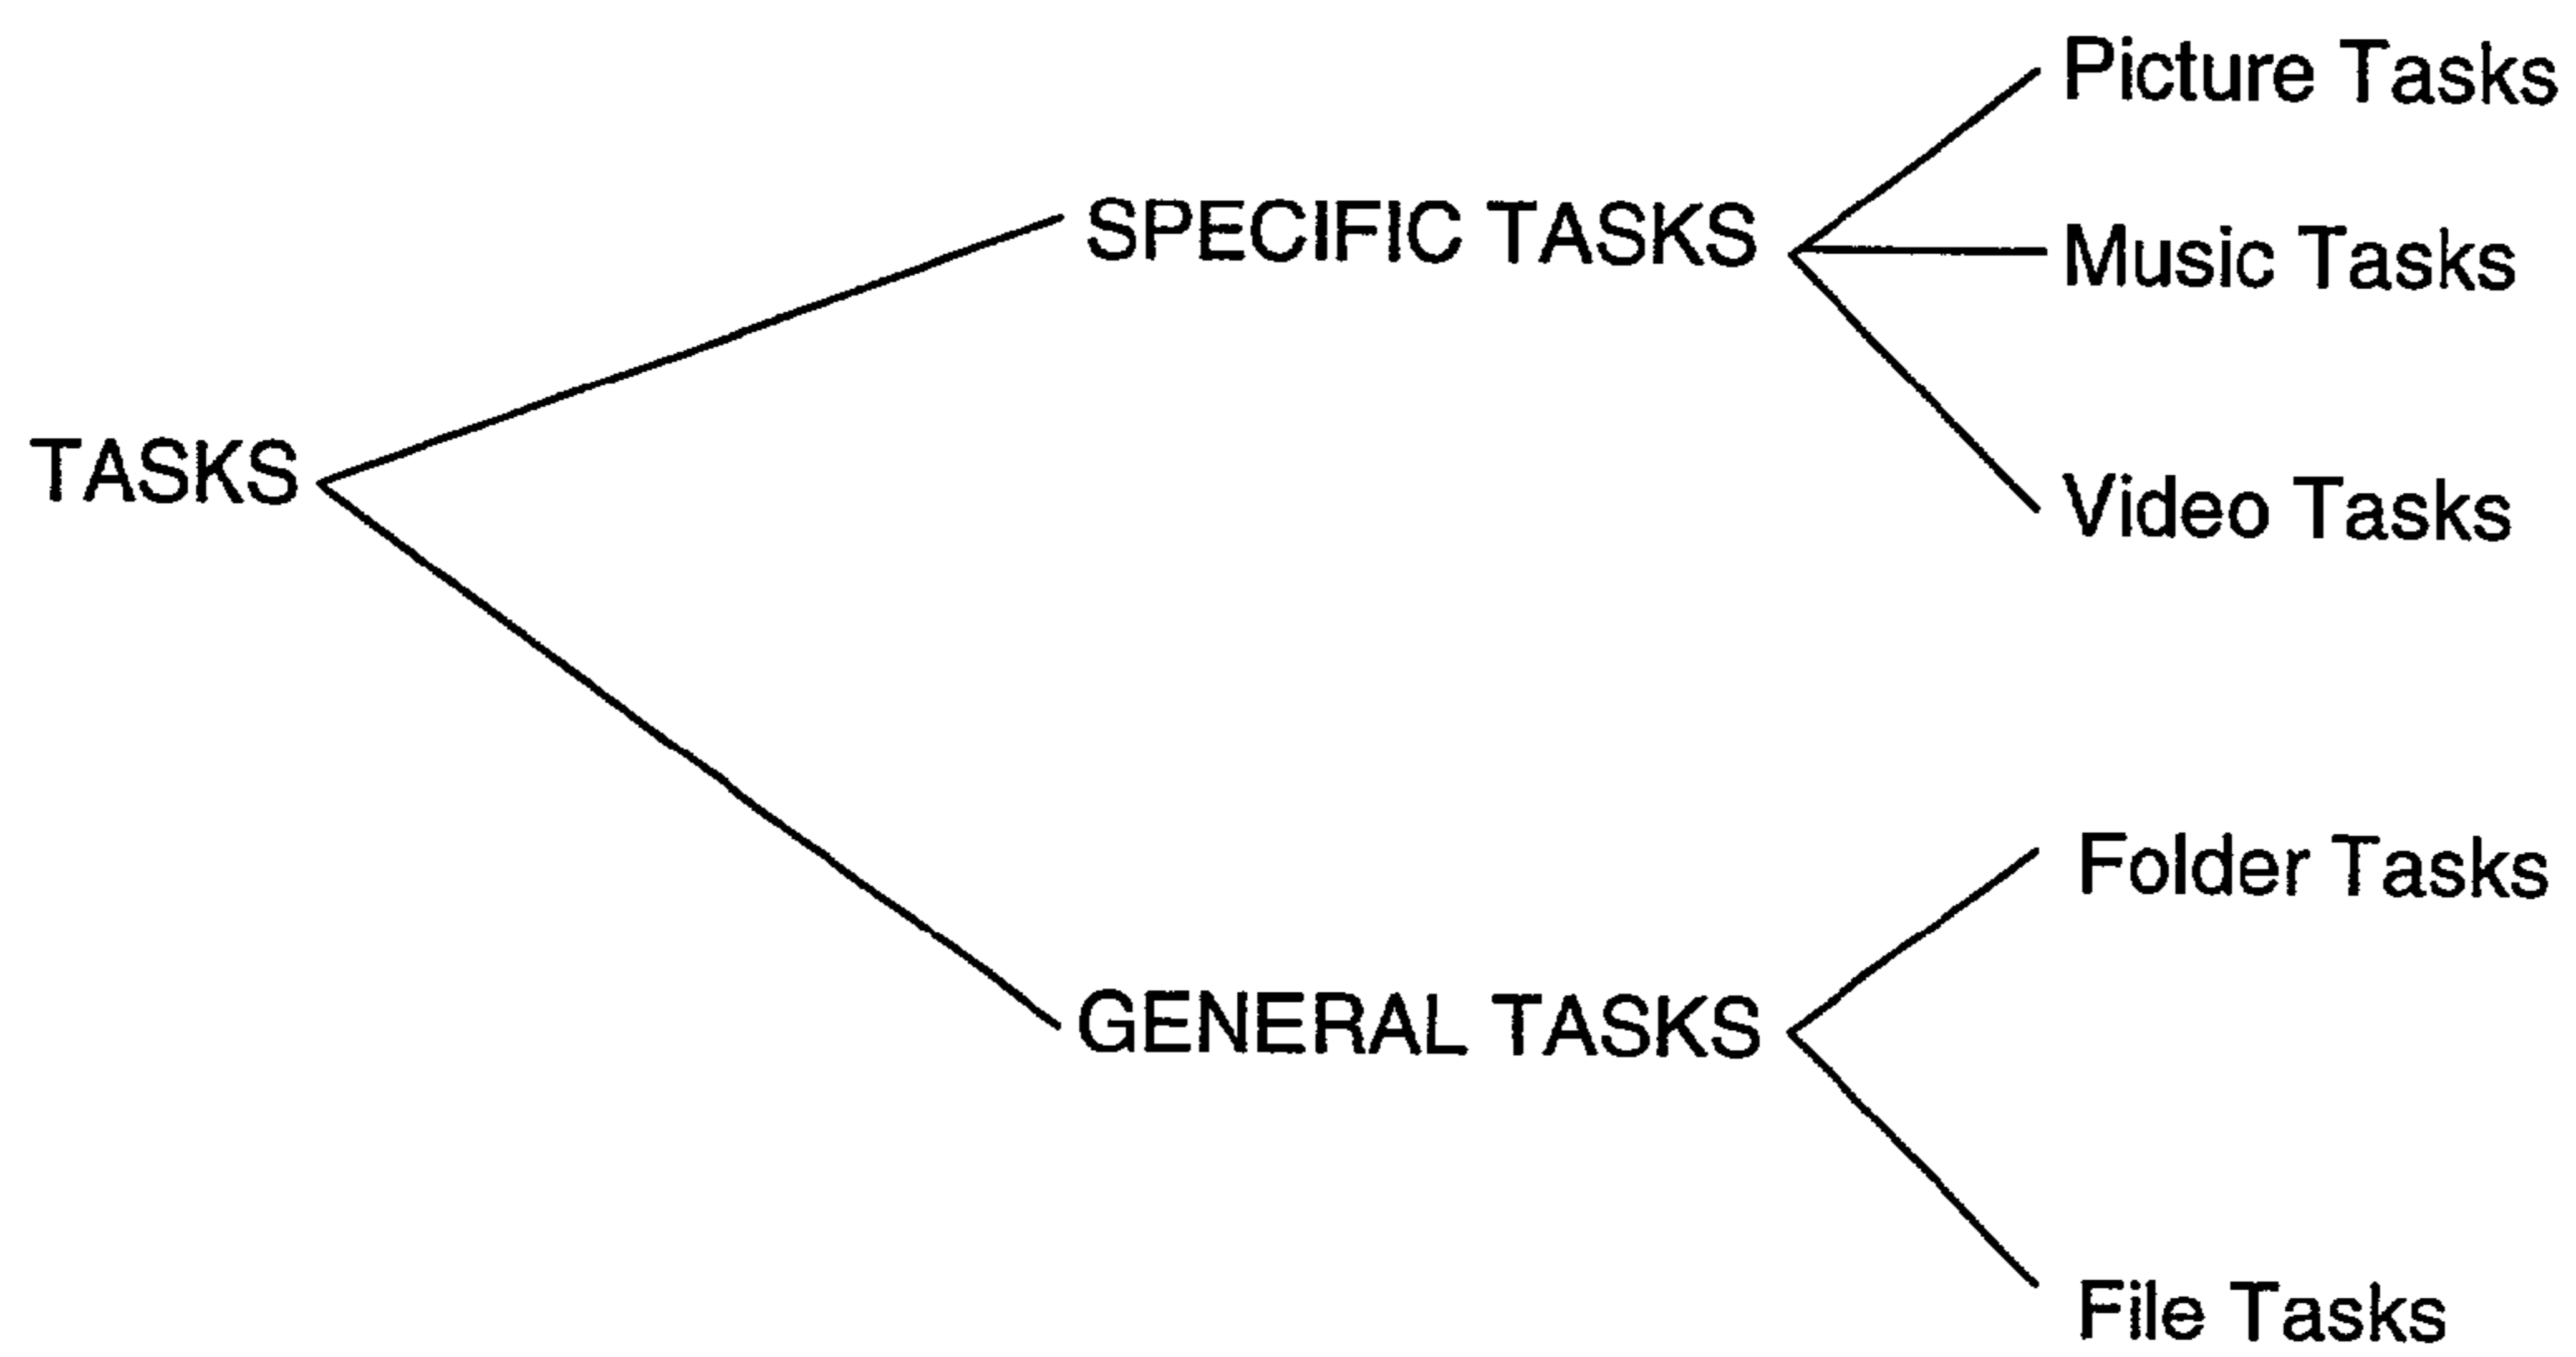 Picture Tasks
SPECIFIC TASKS
Music Tasks
TASKS
Video Tasks
Folder Tasks
GENERAL TASKS
File Tasks